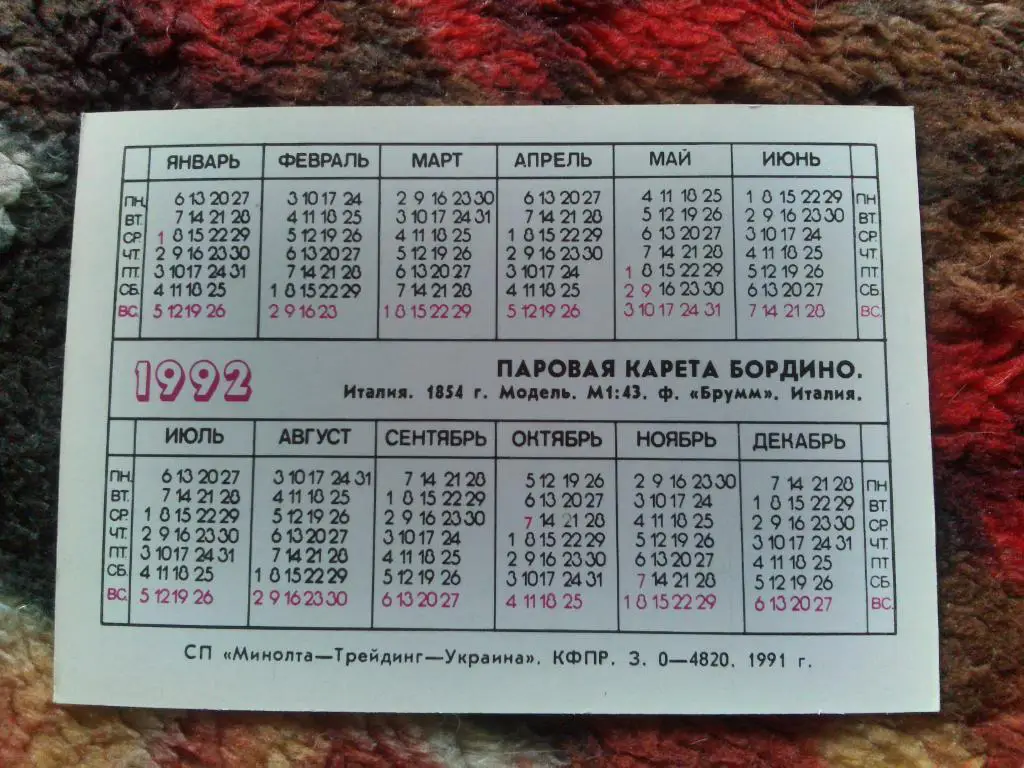 ЯНВАРЬ ФЕВРАЛЬ МАРТ АПРЕЛЬ МАЙ ИЮНЬ
ПН. 6 13 20 27 3 10 17 24 2 9 16 23 30 6 13 20 27 4 11 18 25 1 8 15 22 29 ПН.
ВТ. 7 14 21 28 4 11 18 25 3 10 17 24 31 7 14 21 28 5 12 19 26 2 9 16 23 30 ВТ.
СР. 1 8 15 22 29 5 12 19 26 4 11 18 25 1 8 15 22 29 6 13 20 27 3 10 17 24 СР.
ЧТ. 2 9 16 23 30 6 13 20 27 5 12 19 26 2 9 16 23 30 7 14 21 28 4 11 18 25 ЧТ.
ПТ. 3 10 17 24 31 7 14 21 28 6 13 20 27 3 10 17 24 1 8 15 22 29 5 12 19 26 ПТ.
СБ. 4 11 18 25 1 8 15 22 29 7 14 21 28 4 11 18 25 2 9 16 23 30 6 13 20 27 СБ.
ВС. 5 12 19 26 2 9 16 23 1 8 15 22 29 5 12 19 26 3 10 17 24 31 7 14 21 28 ВС.
1992 ПАРОВАЯ КАРЕТА БОРДИНО.
Италия. 1854 г. Модель. М1:43. ф. «Брумм». Италия.
ИЮЛЬ АВГУСТ СЕНТЯБРЬ ОКТЯБРЬ НОЯБРЬ ДЕКАБРЬ
ПН. 6 13 20 27 3 10 17 24 31 7 14 21 28 5 12 19 26 2 9 16 23 30 7 14 21 28 ПН.
ВТ. 7 14 21 28 4 11 18 25 1 8 15 22 29 6 13 20 27 3 10 17 24 1 8 15 22 29 ВТ.
СР. 1 8 15 22 29 5 12 19 26 2 9 16 23 30 7 14 21 28 4 11 18 25 2 9 16 23 30 СР.
ЧТ. 2 9 16 23 30 6 13 20 27 3 10 17 24 1 8 15 22 29 5 12 19 26 3 10 17 24 31 ЧТ.
ПТ. 3 10 17 24 31 7 14 21 28 4 11 18 25 2 9 16 23 30 6 13 20 27 4 11 18 25 ПТ.
СБ. 4 11 18 25 1 8 15 22 29 5 12 19 26 3 10 17 24 31 7 14 21 28 5 12 19 26 СБ.
ВС. 5 12 19 26 2 9 16 23 30 6 13 20 27 4 11 18 25 1 8 15 22 29 6 13 20 27 ВС.
СП «Минолта—Трейдинг—Украина». КФПР. З. 0—4820. 1991 г.